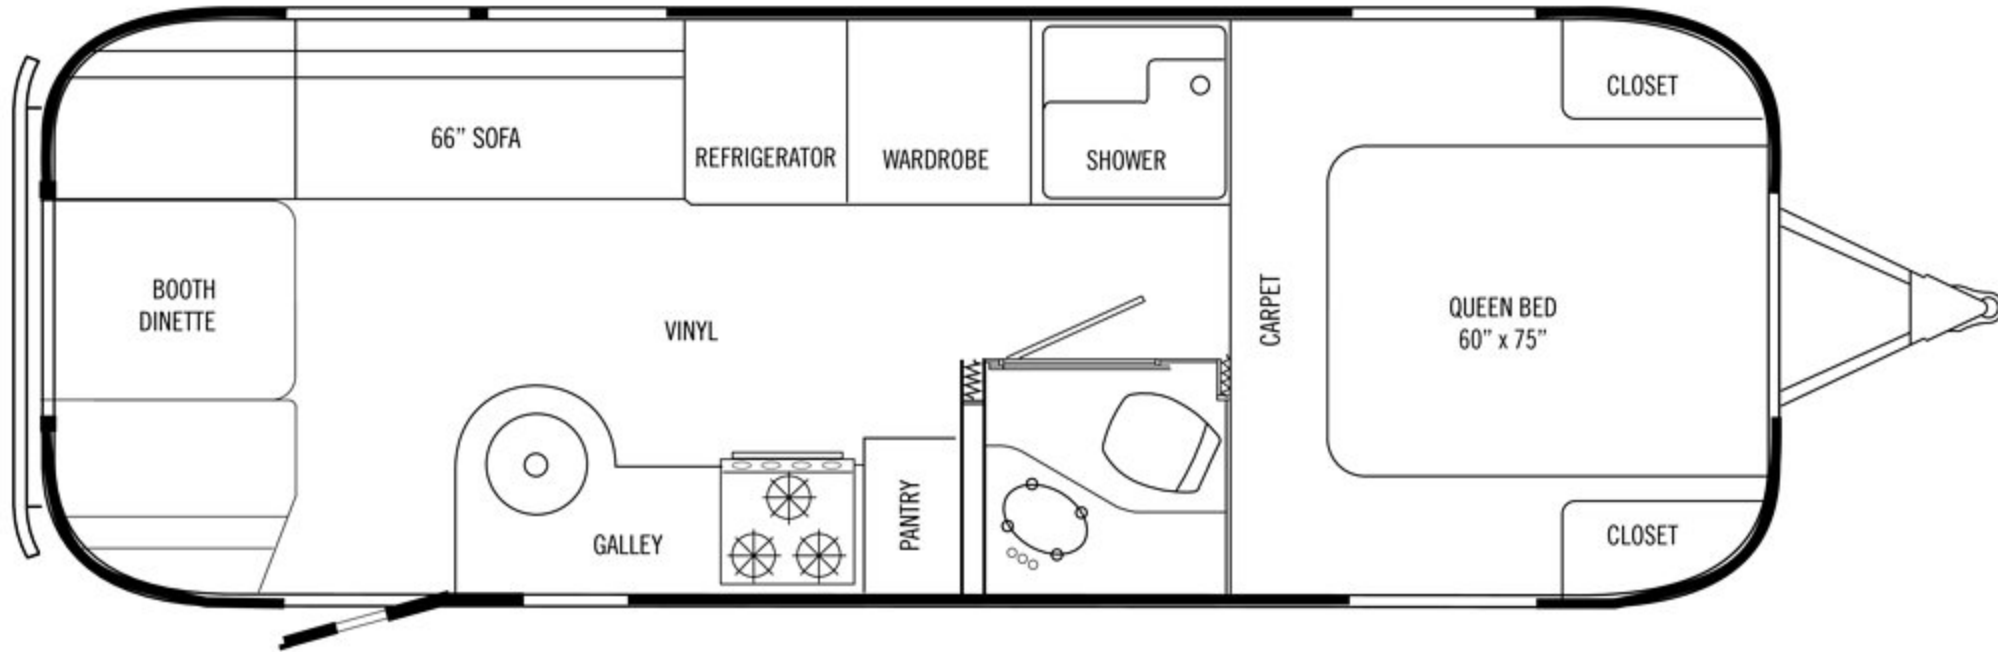 CLOSET
66” SOFA
REFRIGERATOR
WARDROBE
SHOWER
BOOTH
DINETTE
VINYL
CARPET
QUEEN BED
60” x 75”
GALLEY
PANTRY
CLOSET